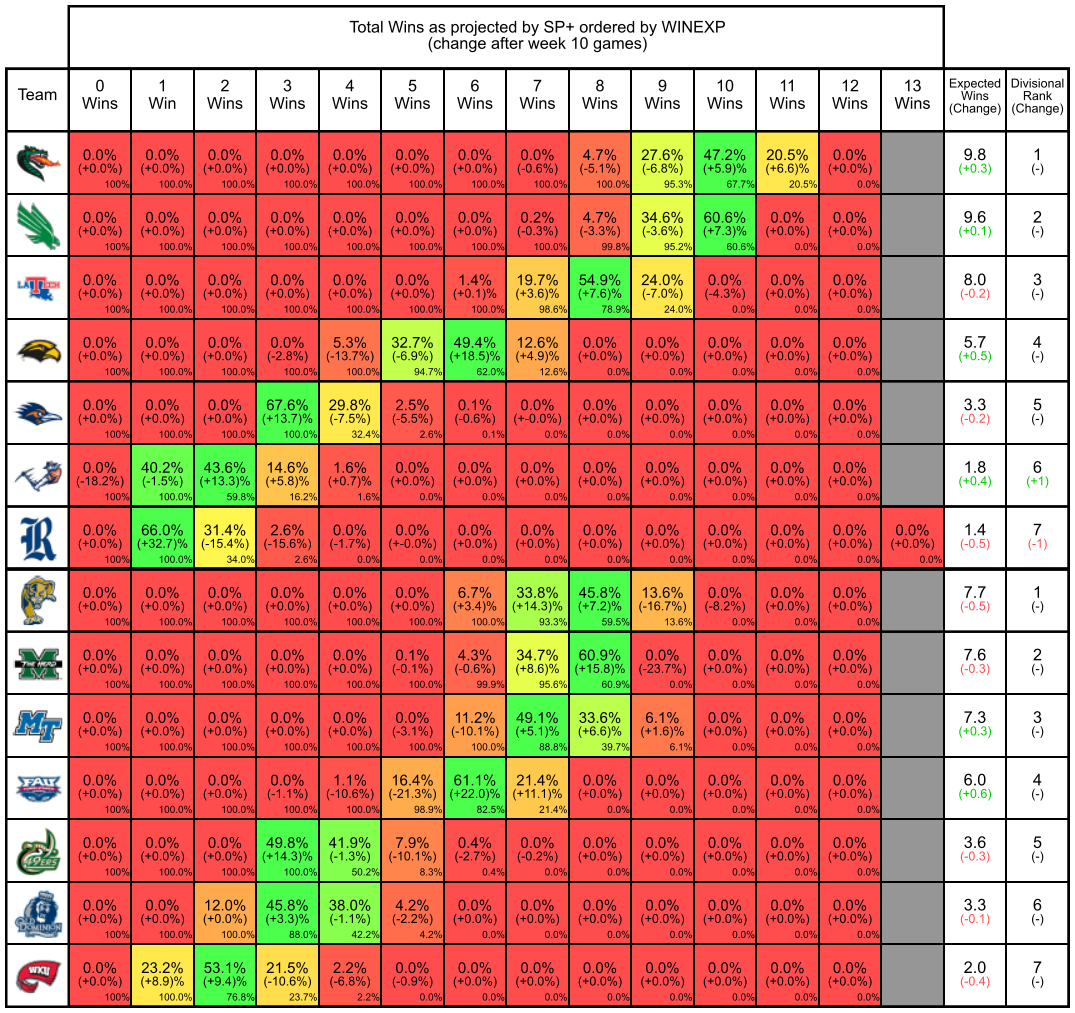 Total Wins as projected by SP+ ordered by WINEXP
(change after week 10 games)
Team 0 Wins 1 Win 2 Wins 3 Wins 4 Wins 5 Wins 6 Wins 7 Wins 8 Wins 9 Wins 10 Wins 11 Wins 12 Wins 13 Wins Expected Wins (Change) Divisional Rank (Change)
0.0% 0.0% 0.0% 0.0% 0.0% 0.0% 0.0% 0.0% 4.7% 27.6% 47.2% 20.5% 0.0% 9.8 1
(+0.0%) (+0.0%) (+0.0%) (+0.0%) (+0.0%) (+0.0%) (+0.0%) (-0.6%) (-5.1%) (-6.8%) (+5.9)% (+6.6)% (+0.0%) (+0.3) (-)
100% 100.0% 100.0% 100.0% 100.0% 100.0% 100.0% 100.0% 100.0% 95.3% 67.7% 20.5% 0.0%
0.0% 0.0% 0.0% 0.0% 0.0% 0.0% 0.0% 0.2% 4.7% 34.6% 60.6% 0.0% 0.0% 9.6 2
(+0.0%) (+0.0%) (+0.0%) (+0.0%) (+0.0%) (+0.0%) (+0.0%) (-0.3%) (-3.3%) (-3.6%) (+7.3)% (+0.0%) (+0.0%) (+0.1) (-)
100% 100.0% 100.0% 100.0% 100.0% 100.0% 100.0% 100.0% 99.8% 95.2% 60.6% 0.0% 0.0%
LA TECH 0.0% 0.0% 0.0% 0.0% 0.0% 0.0% 1.4% 19.7% 54.9% 24.0% 0.0% 0.0% 0.0% 8.0 3
(+0.0%) (+0.0%) (+0.0%) (+0.0%) (+0.0%) (+0.0%) (+0.1)% (+3.6)% (+7.6)% (-7.0%) (-4.3%) (+0.0%) (+0.0%) (-0.2) (-)
100% 100.0% 100.0% 100.0% 100.0% 100.0% 100.0% 98.6% 78.9% 24.0% 0.0% 0.0% 0.0%
0.0% 0.0% 0.0% 0.0% 5.3% 32.7% 49.4% 12.6% 0.0% 0.0% 0.0% 0.0% 0.0% 5.7 4
(+0.0%) (+0.0%) (+0.0%) (-2.8%) (-13.7%) (-6.9%) (+18.5)% (+4.9)% (+0.0%) (+0.0%) (+0.0%) (+0.0%) (+0.0%) (+0.5) (-)
100% 100.0% 100.0% 100.0% 100.0% 94.7% 62.0% 12.6% 0.0% 0.0% 0.0% 0.0% 0.0%
0.0% 0.0% 0.0% 67.6% 29.8% 2.5% 0.1% 0.0% 0.0% 0.0% 0.0% 0.0% 0.0% 3.3 5
(+0.0%) (+0.0%) (+0.0%) (+13.7)% (-7.5%) (-5.5%) (-0.6%) (+-0.0%) (+0.0%) (+0.0%) (+0.0%) (+0.0%) (+0.0%) (-0.2) (-)
100% 100.0% 100.0% 100.0% 32.4% 2.6% 0.1% 0.0% 0.0% 0.0% 0.0% 0.0% 0.0%
0.0% 40.2% 43.6% 14.6% 1.6% 0.0% 0.0% 0.0% 0.0% 0.0% 0.0% 0.0% 0.0% 1.8 6
(-18.2%) (-1.5%) (+13.3)% (+5.8)% (+0.7)% (+0.0%) (+0.0%) (+0.0%) (+0.0%) (+0.0%) (+0.0%) (+0.0%) (+0.0%) (+0.4) (+1)
100% 100.0% 59.8% 16.2% 1.6% 0.0% 0.0% 0.0% 0.0% 0.0% 0.0% 0.0% 0.0%
R 0.0% 66.0% 31.4% 2.6% 0.0% 0.0% 0.0% 0.0% 0.0% 0.0% 0.0% 0.0% 0.0% 0.0% 1.4 7
(+0.0%) (+32.7)% (-15.4%) (-15.6%) (-1.7%) (+-0.0%) (+0.0%) (+0.0%) (+0.0%) (+0.0%) (+0.0%) (+0.0%) (+0.0%) (+0.0%) (-0.5) (-1)
100% 100.0% 34.0% 2.6% 0.0% 0.0% 0.0% 0.0% 0.0% 0.0% 0.0% 0.0% 0.0% 0.0%
0.0% 0.0% 0.0% 0.0% 0.0% 0.0% 6.7% 33.8% 45.8% 13.6% 0.0% 0.0% 0.0% 7.7 1
(+0.0%) (+0.0%) (+0.0%) (+0.0%) (+0.0%) (+0.0%) (+3.4)% (+14.3)% (+7.2)% (-16.7%) (-8.2%) (+0.0%) (+0.0%) (-0.5) (-)
100% 100.0% 100.0% 100.0% 100.0% 100.0% 100.0% 93.3% 59.5% 13.6% 0.0% 0.0% 0.0%
M THE HERD 0.0% 0.0% 0.0% 0.0% 0.0% 0.1% 4.3% 34.7% 60.9% 0.0% 0.0% 0.0% 0.0% 7.6 2
(+0.0%) (+0.0%) (+0.0%) (+0.0%) (+0.0%) (-0.1%) (-0.6%) (+8.6)% (+15.8)% (-23.7%) (+0.0%) (+0.0%) (+0.0%) (-0.3) (-)
100% 100.0% 100.0% 100.0% 100.0% 100.0% 99.9% 95.6% 60.9% 0.0% 0.0% 0.0% 0.0%
MT 0.0% 0.0% 0.0% 0.0% 0.0% 0.0% 11.2% 49.1% 33.6% 6.1% 0.0% 0.0% 0.0% 7.3 3
(+0.0%) (+0.0%) (+0.0%) (+0.0%) (+0.0%) (-3.1%) (-10.1%) (+5.1)% (+6.6)% (+1.6)% (+0.0%) (+0.0%) (+0.0%) (+0.3) (-)
100% 100.0% 100.0% 100.0% 100.0% 100.0% 100.0% 88.8% 39.7% 6.1% 0.0% 0.0% 0.0%
FAU 0.0% 0.0% 0.0% 0.0% 1.1% 16.4% 61.1% 21.4% 0.0% 0.0% 0.0% 0.0% 0.0% 6.0 4
(+0.0%) (+0.0%) (+0.0%) (-1.1%) (-10.6%) (-21.3%) (+22.0)% (+11.1)% (+0.0%) (+0.0%) (+0.0%) (+0.0%) (+0.0%) (+0.6) (-)
100% 100.0% 100.0% 100.0% 100.0% 98.9% 82.5% 21.4% 0.0% 0.0% 0.0% 0.0% 0.0%
49ERS 0.0% 0.0% 0.0% 49.8% 41.9% 7.9% 0.4% 0.0% 0.0% 0.0% 0.0% 0.0% 0.0% 3.6 5
(+0.0%) (+0.0%) (+0.0%) (+14.3)% (-1.3%) (-10.1%) (-2.7%) (-0.2%) (+0.0%) (+0.0%) (+0.0%) (+0.0%) (+0.0%) (-0.3) (-)
100% 100.0% 100.0% 100.0% 50.2% 8.3% 0.4% 0.0% 0.0% 0.0% 0.0% 0.0% 0.0%
OLD DOMINION 0.0% 0.0% 12.0% 45.8% 38.0% 4.2% 0.0% 0.0% 0.0% 0.0% 0.0% 0.0% 0.0% 3.3 6
(+0.0%) (+0.0%) (+0.0%) (+3.3)% (-1.1%) (-2.2%) (+0.0%) (+0.0%) (+0.0%) (+0.0%) (+0.0%) (+0.0%) (+0.0%) (-0.1) (-)
100% 100.0% 100.0% 88.0% 42.2% 4.2% 0.0% 0.0% 0.0% 0.0% 0.0% 0.0% 0.0%
WKU 0.0% 23.2% 53.1% 21.5% 2.2% 0.0% 0.0% 0.0% 0.0% 0.0% 0.0% 0.0% 0.0% 2.0 7
(+0.0%) (+8.9)% (+9.4)% (-10.6%) (-6.8%) (-0.9%) (+0.0%) (+0.0%) (+0.0%) (+0.0%) (+0.0%) (+0.0%) (+0.0%) (-0.4) (-)
100% 100.0% 76.8% 23.7% 2.2% 0.0% 0.0% 0.0% 0.0% 0.0% 0.0% 0.0% 0.0%